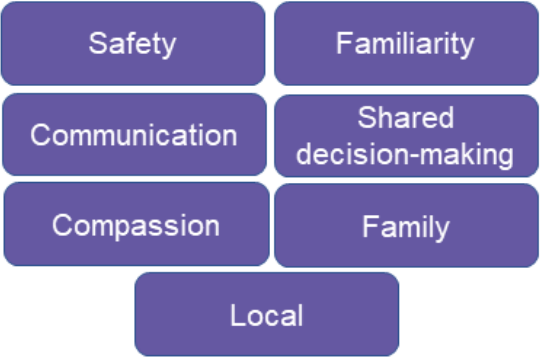 Safety
Familiarity
Communication
Shared
decision-making
Compassion
Family
Local